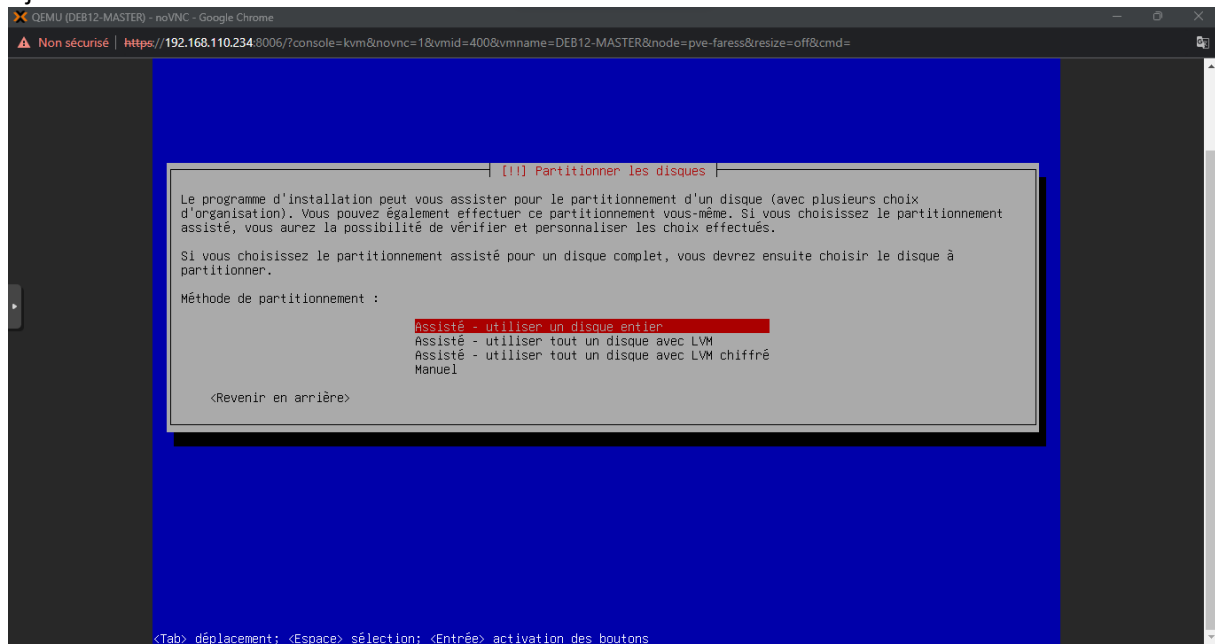 QEMU (DEB12-MASTER) - noVNC - Google Chrome
Non sécurisé | https://192.168.110.234:8006/?console=kvm&novnc=1&vmid=400&vmname=DEB12-MASTER&node=pve-faress&resize=off&cmd=
[!!] Partitionner les disques
Le programme d'installation peut vous assister pour le partitionnement d'un disque (avec plusieurs choix
d'organisation). Vous pouvez également effectuer ce partitionnement vous-même. Si vous choisissez le partitionnement
assisté, vous aurez la possibilité de vérifier et personnaliser les choix effectués.
Si vous choisissez le partitionnement assisté pour un disque complet, vous devrez ensuite choisir le disque à
partitionner.
Méthode de partitionnement :
Assisté - utiliser un disque entier
Assisté - utiliser tout un disque avec LVM
Assisté - utiliser tout un disque avec LVM chiffré
Manuel
<Revenir en arrière>
<Tab> déplacement; <Espace> sélection; <Entrée> activation des boutons